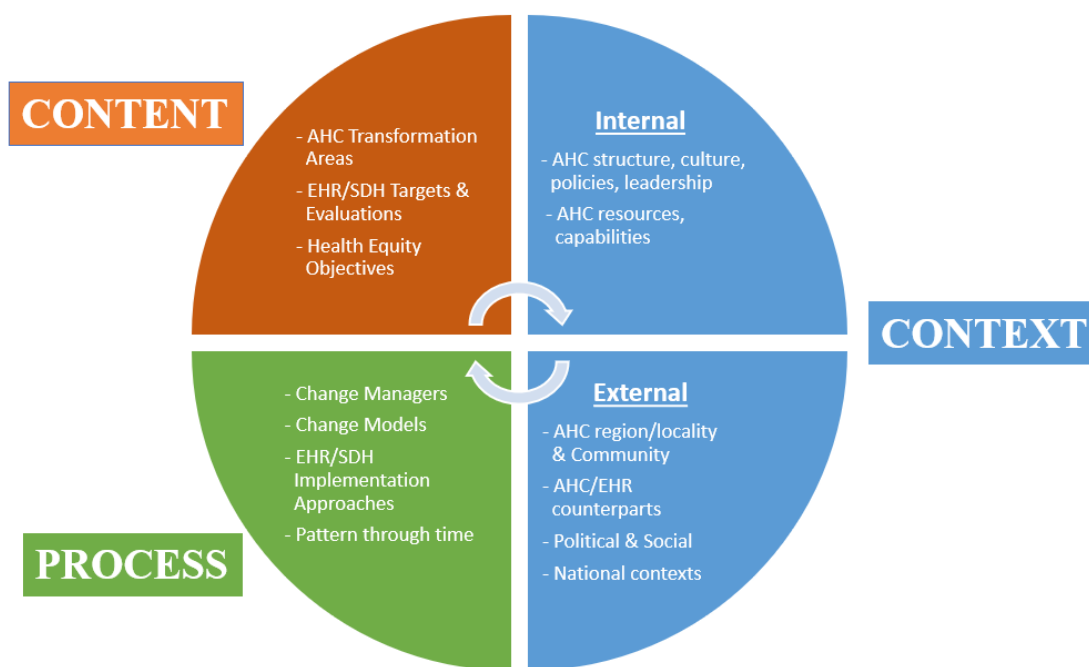 CONTENT
- AHC Transformation
Areas
- EHR/SDH Targets &
Evaluations
- Health Equity
Objectives
Internal
- AHC structure, culture,
policies, leadership
- AHC resources,
capabilities
CONTEXT
- Change Managers
- Change Models
- EHR/SDH
Implementation
Approaches
- Pattern through time
PROCESS
External
- AHC region/locality
& Community
- AHC/EHR
counterparts
- Political & Social
- National contexts